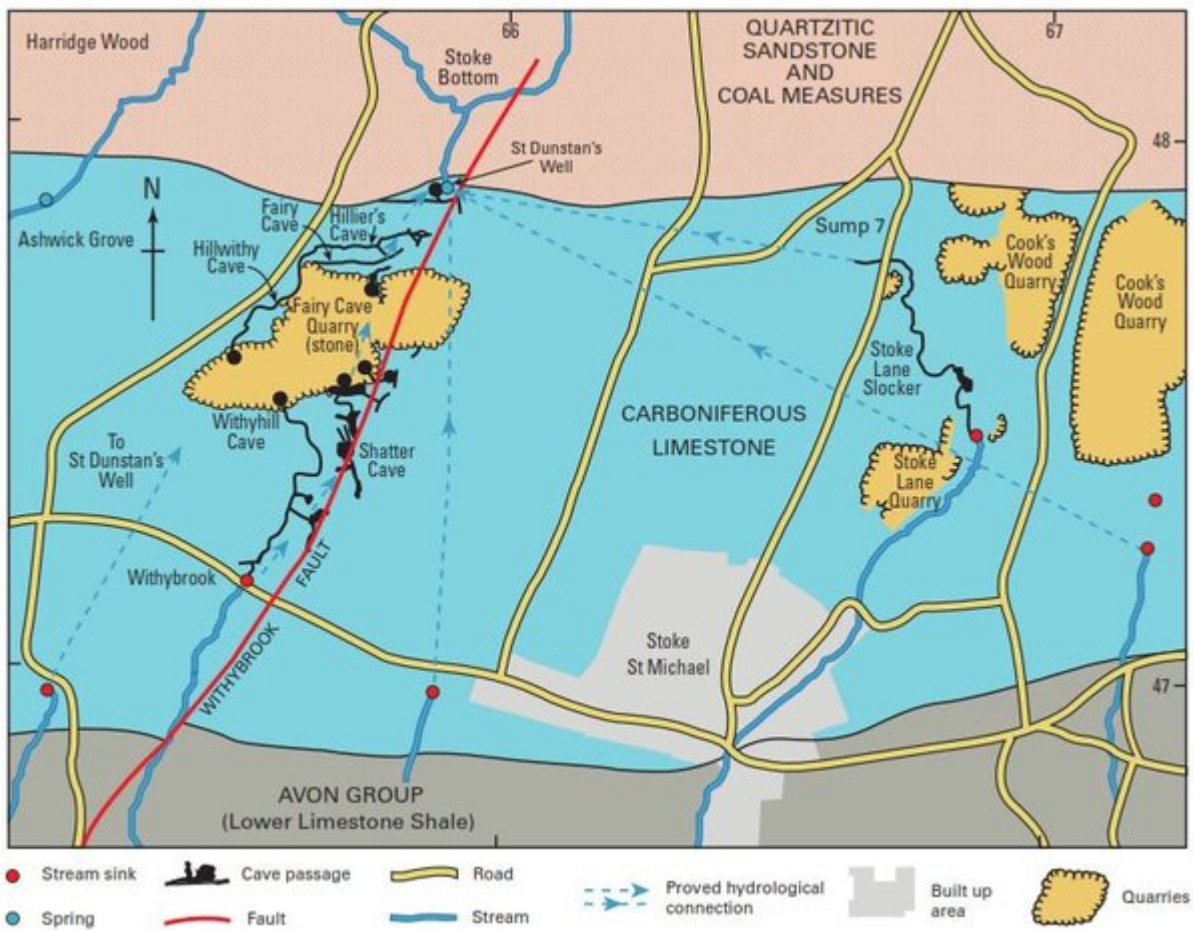 66
67
Harridge Wood
Stoke
Bottom
QUARTZITIC
SANDSTONE
AND
COAL MEASURES
48
St Dunstan's
Well
N
Ashwick Grove
Fairy
Cave
Hillier's
Cave
Hillwithy
Cave
Sump 7
Cook's
Wood
Quarry
Cook's
Wood
Quarry
Fairy Cave
Quarry
(stone)
Stoke
Lane
Slocker
Withyhill
Cave
CARBONIFEROUS
LIMESTONE
To
St Dunstan's
Well
Shatter
Cave
Stoke
Lane
Quarry
Withybrook
WITHYBROOK FAULT
Stoke
St Michael
47
AVON GROUP
(Lower Limestone Shale)
Stream sink
Cave passage
Road
Proved hydrological
connection
Built up
area
Quarries
Spring
Fault
Stream